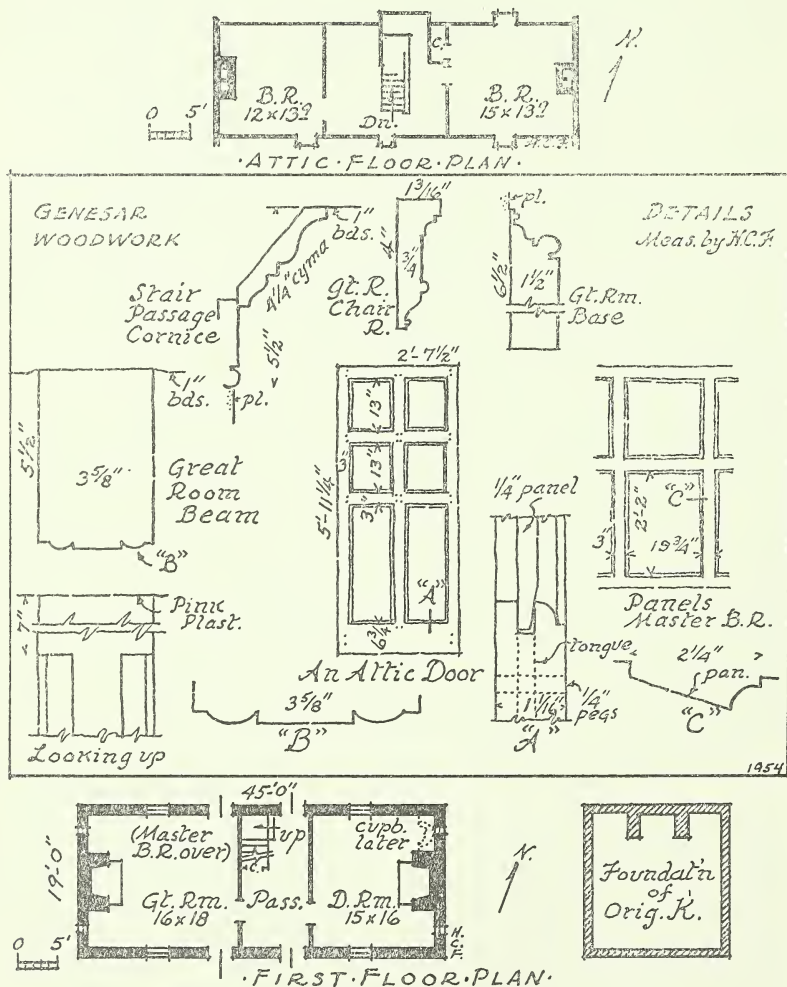 C.
N.
B.R.
12 x 13.9
B.R.
15 x 13.9
Dn.
0 5'
H.C.F.
·ATTIC·FLOOR·PLAN·
GENESAR
WOODWORK
DETAILS
Meas. by H.C.F.
1"
bds.
4 1/4" cyma
Stair
Passage
Cornice
5 1/2"
pl.
1 3/16"
4"
3/4"
Gt. R.
Chair
R.
pl.
6 1/2"
1 1/2"
Gt. Rm.
Base
1"
bds.
5 1/2"
3 5/8"
Great
Room
Beam
"B"
2'-7 1/2"
13"
3"
13"
3"
5'-11 1/4"
"A"
6 3/4"
An Attic Door
1/4" panel
tongue
1/4"
pegs
1 1/16"
"A"
"C"
2'-2"
3"
19 3/4"
Panels
Master B.R.
2 1/4"
pan.
"C"
7"
Pink
Plast.
Looking up
3 5/8"
"B"
1954
45'-0"
19'-0"
(Master
B.R. over)
up
C.
cupb.
later
Gt. Rm.
16 x 18
Pass.
D. Rm.
15 x 16
H.
C.
F.
N.
0 5'
·FIRST·FLOOR·PLAN·
Foundat'n
of
Orig. K.